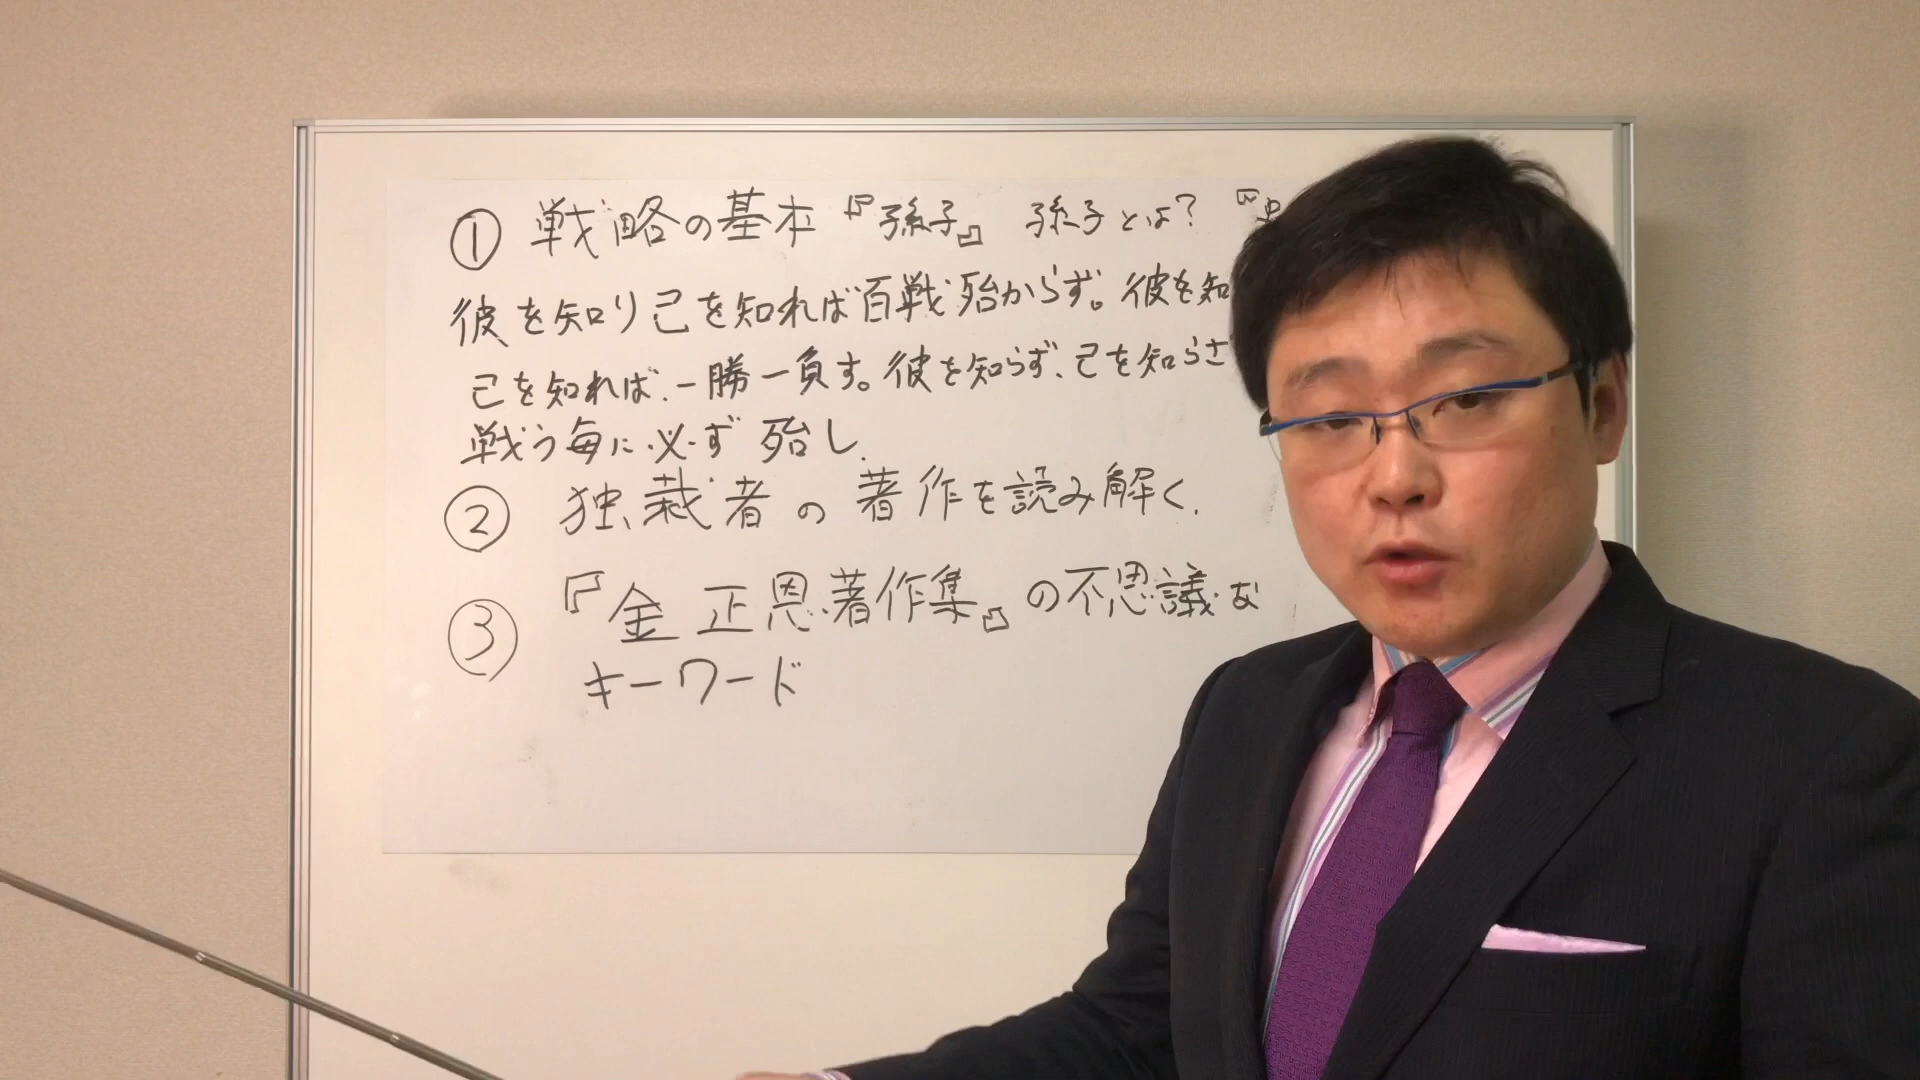 ① 戦略の基本『孫子』 孫子とは? 『史
彼を知り己を知れば百戦殆からず。彼を知
己を知れば、一勝一負す。彼を知らず、己を知らざ
戦う毎に必ず殆し。
② 独裁者の著作を読み解く。
③ 『金正恩著作集』の不思議な
キーワード